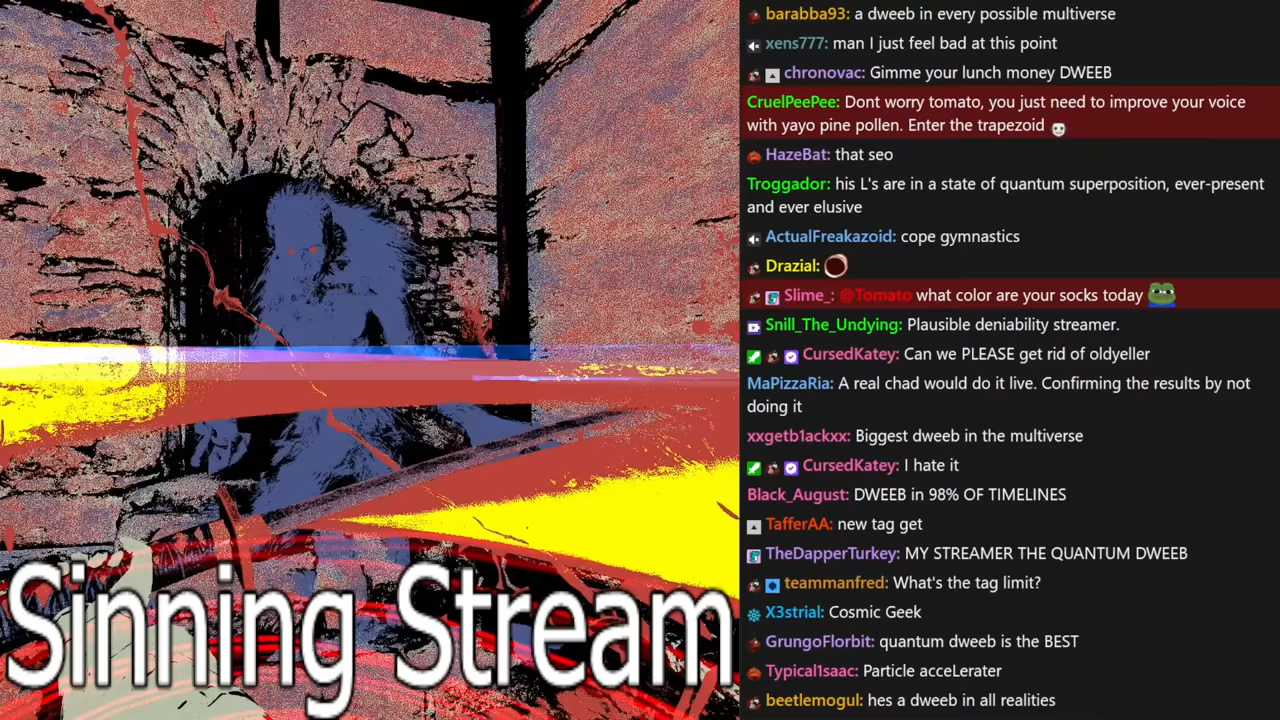 barabba93: a dweeb in every possible multiverse
xens777: man I just feel bad at this point
chronovac: Gimme your lunch money DWEEB
CruelPeePee: Dont worry tomato, you just need to improve your voice
with yayo pine pollen. Enter the trapezoid
HazeBat: that seo
Troggador: his L's are in a state of quantum superposition, ever-present
and ever elusive
ActualFreakazoid: cope gymnastics
Drazial:
Slime_: @Tomato what color are your socks today
Snill_The_Undying: Plausible deniability streamer.
CursedKatey: Can we PLEASE get rid of oldyeller
MaPizzaRia: A real chad would do it live. Confirming the results by not
doing it
xxgetb1ackxx: Biggest dweeb in the multiverse
CursedKatey: I hate it
Black_August: DWEEB in 98% OF TIMELINES
TafferAA: new tag get
TheDapperTurkey: MY STREAMER THE QUANTUM DWEEB
teammanfred: What's the tag limit?
X3strial: Cosmic Geek
GrungoFlorbit: quantum dweeb is the BEST
Typical1saac: Particle acceLerater
beetlemogul: hes a dweeb in all realities
Sinning Stream